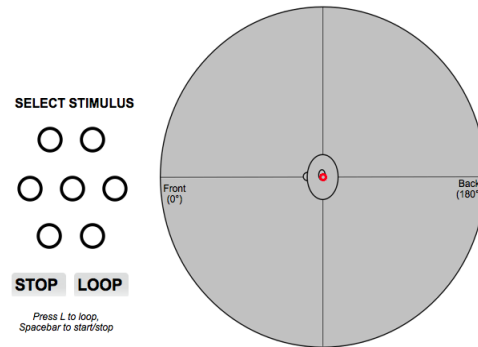 SELECT STIMULUS
Front
(0°)
Back
(180°
STOP LOOP
Press L to loop,
Spacebar to start/stop